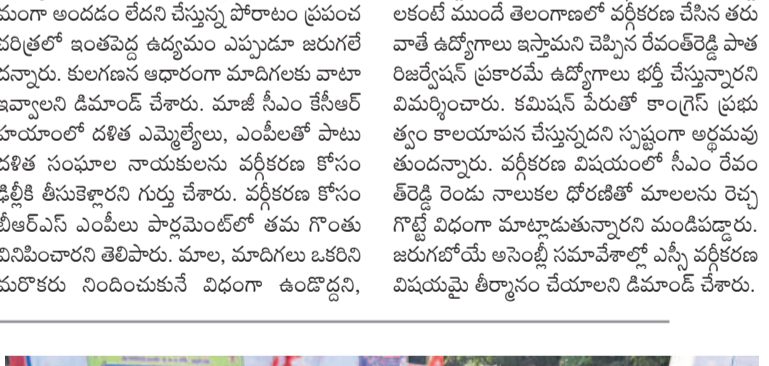 మంగా అందడం లేదని చేస్తున్న పోరాటం ప్రపంచ
చరిత్రలో ఇంతపెద్ద ఉద్యమం ఎప్పుడూ జరుగలే
దన్నారు. కులగణన ఆధారంగా మాదిగలకు వాటా
ఇవ్వాలని డిమాండ్ చేశారు. మాజీ సీఎం కేసీఆర్
హయాంలో దళిత ఎమ్మెల్యేలు, ఎంపీలతో పాటు
దళిత సంఘాల నాయకులను వర్గీకరణ కోసం
ఢిల్లీకి తీసుకెళ్లారని గుర్తు చేశారు. వర్గీకరణ కోసం
బీఆర్ఎస్ ఎంపీలు పార్లమెంట్‌లో తమ గొంతు
వినిపించారని తెలిపారు. మాల, మాదిగలు ఒకరిని
మరొకరు నిందించుకునే విధంగా ఉండొద్దని,
లకంటే ముందే తెలంగాణలో వర్గీకరణ చేసిన తరు
వాతే ఉద్యోగాలు ఇస్తామని చెప్పిన రేవంత్‌రెడ్డి పాత
రిజర్వేషన్ ప్రకారమే ఉద్యోగాలు భర్తీ చేస్తున్నారని
విమర్శించారు. కమిషన్ పేరుతో కాంగ్రెస్ ప్రభు
త్వం కాలయాపన చేస్తున్నదని స్పష్టంగా అర్థమవు
తుందన్నారు. వర్గీకరణ విషయంలో సీఎం రేవం
త్‌రెడ్డి రెండు నాలుకల ధోరణితో మాలలను రెచ్చ
గొట్టే విధంగా మాట్లాడుతున్నారని మండిపడ్డారు.
జరుగబోయే అసెంబ్లీ సమావేశాల్లో ఎస్సీ వర్గీకరణ
విషయమై తీర్మానం చేయాలని డిమాండ్ చేశారు.